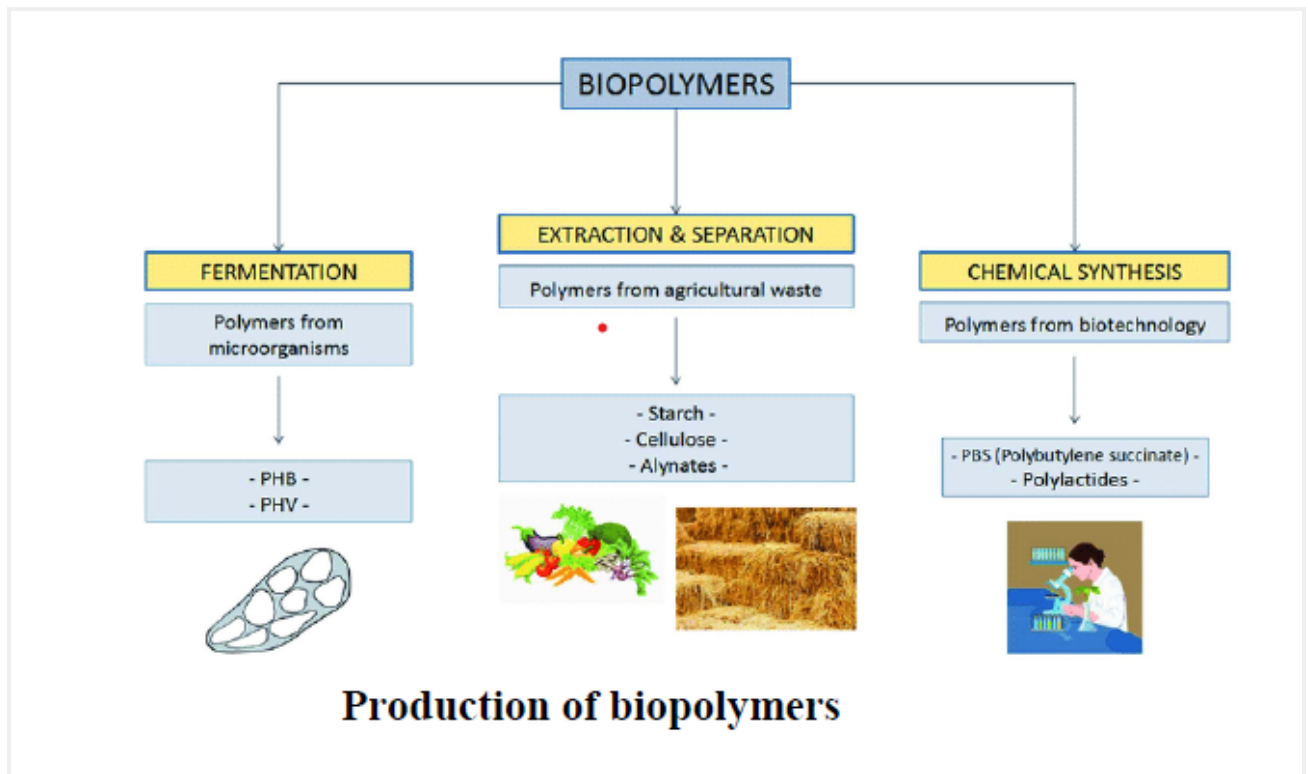 BIOPOLYMERS
FERMENTATION
Polymers from
microorganisms
- PHB -
- PHV -
EXTRACTION & SEPARATION
Polymers from agricultural waste
- Starch -
- Cellulose -
- Alynates -
CHEMICAL SYNTHESIS
Polymers from biotechnology
- PBS (Polybutylene succinate) -
- Polylactides -
Production of biopolymers